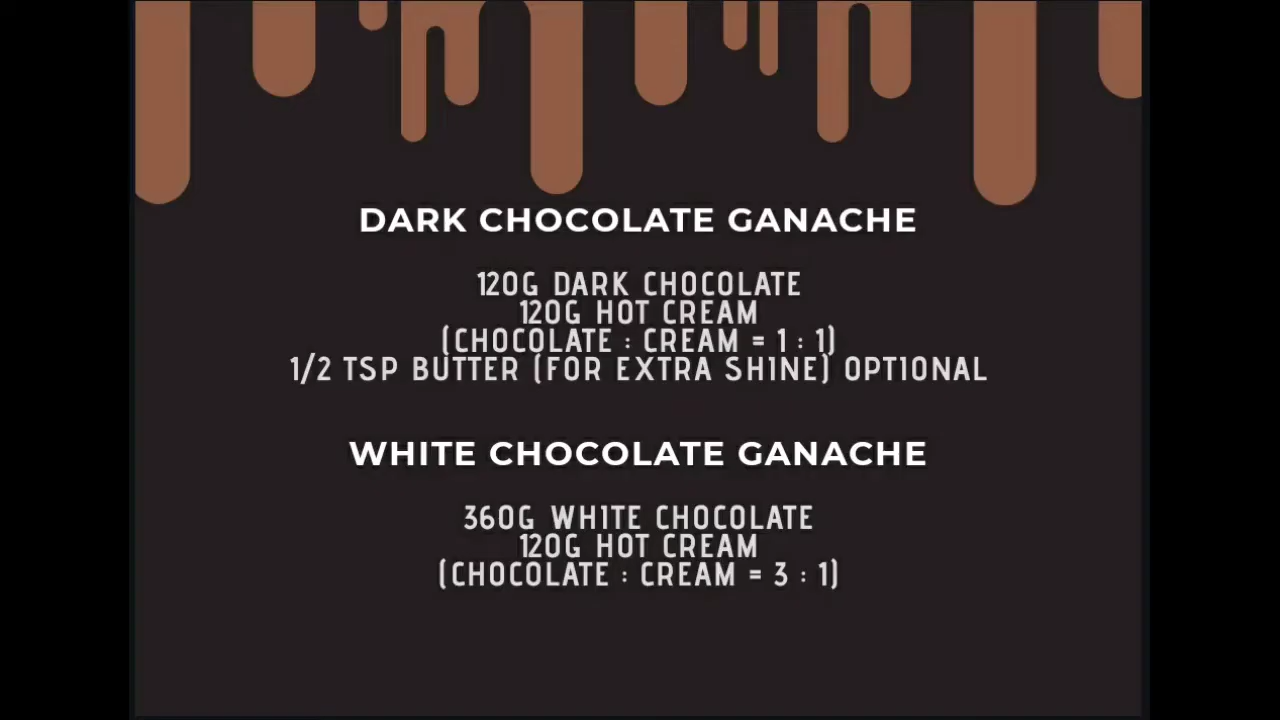 DARK CHOCOLATE GANACHE
120G DARK CHOCOLATE
120G HOT CREAM
(CHOCOLATE : CREAM = 1 : 1)
1/2 TSP BUTTER (FOR EXTRA SHINE) OPTIONAL
WHITE CHOCOLATE GANACHE
360G WHITE CHOCOLATE
120G HOT CREAM
(CHOCOLATE : CREAM = 3 : 1)